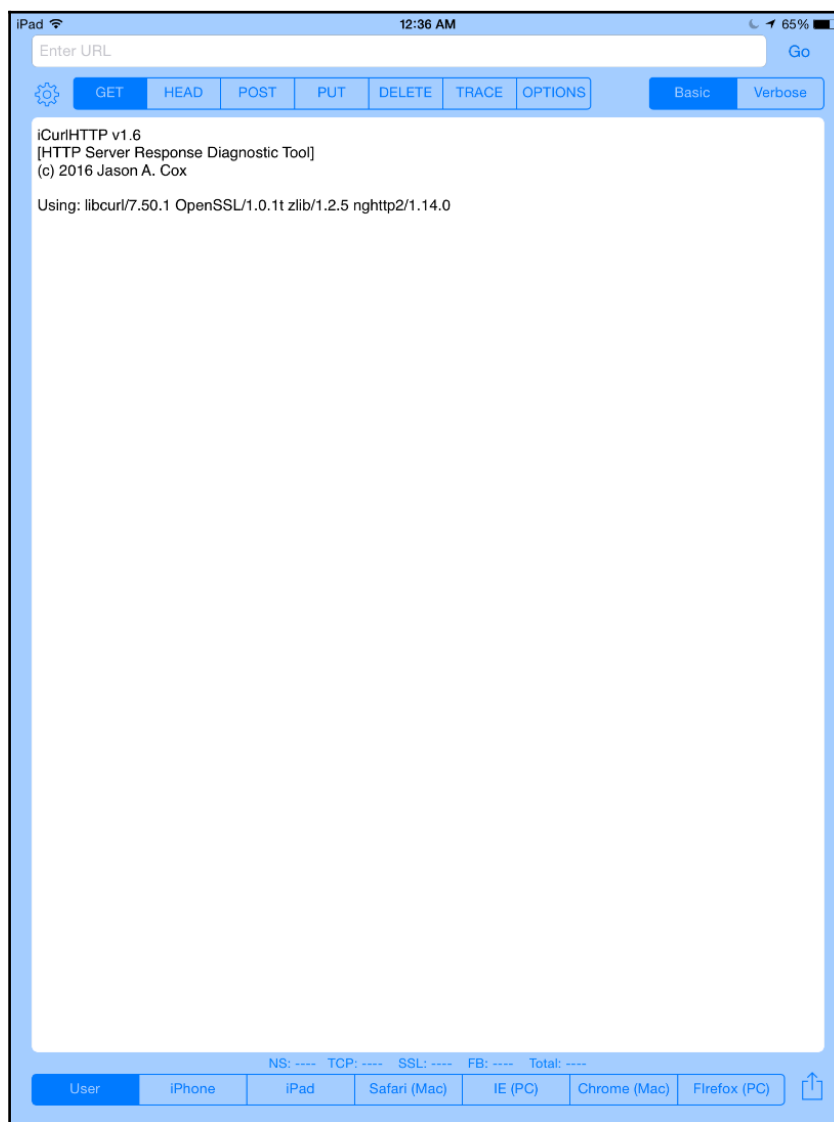 iPad 12:36 AM 65%
Enter URL Go
GET HEAD POST PUT DELETE TRACE OPTIONS Basic Verbose
iCurlHTTP v1.6
[HTTP Server Response Diagnostic Tool]
(c) 2016 Jason A. Cox
Using: libcurl/7.50.1 OpenSSL/1.0.1t zlib/1.2.5 nghttp2/1.14.0
NS: ---- TCP: ---- SSL: ---- FB: ---- Total: ----
User iPhone iPad Safari (Mac) IE (PC) Chrome (Mac) FIrefox (PC)